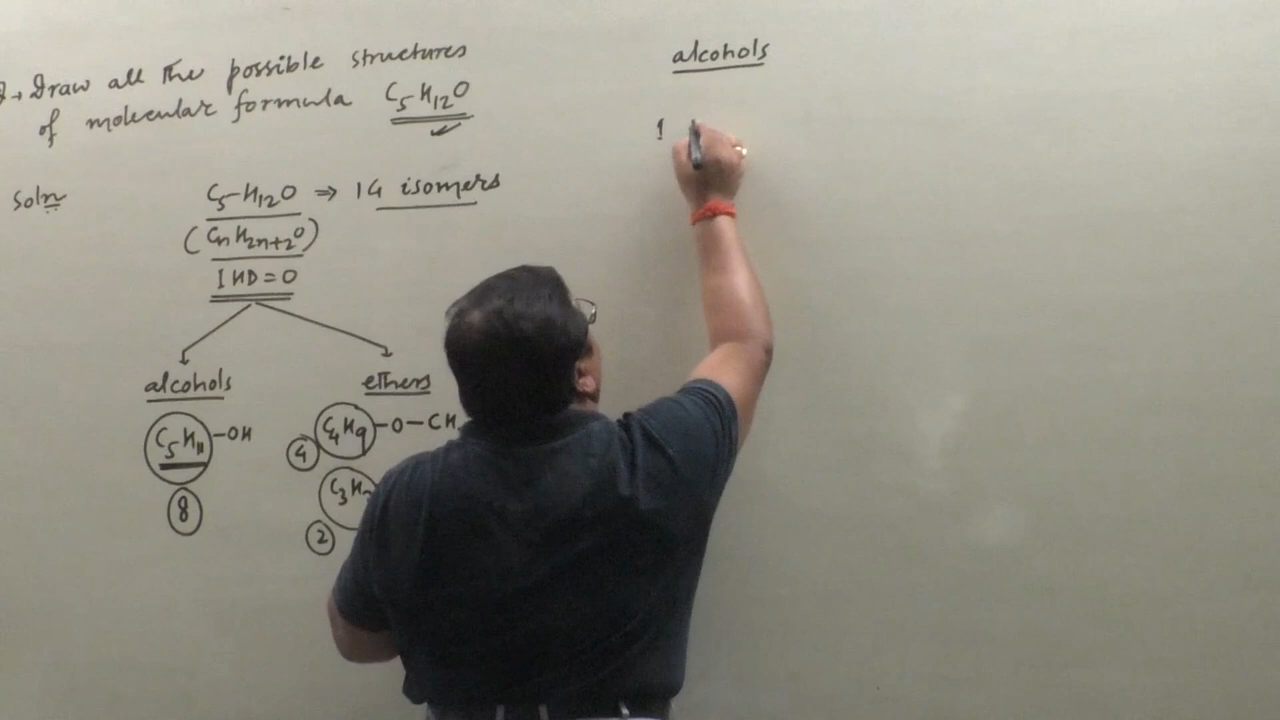 Q→ Draw all the possible structures
of molecular formula C₅H₁₂O
Soln
C₅H₁₂O ⇒ 14 isomers
(CnH2n+2O)
IHD=0
alcohols
ethers
C₅H₁₁-OH
8
C₄H₉-O-CH
4
C₃H
2
alcohols
1